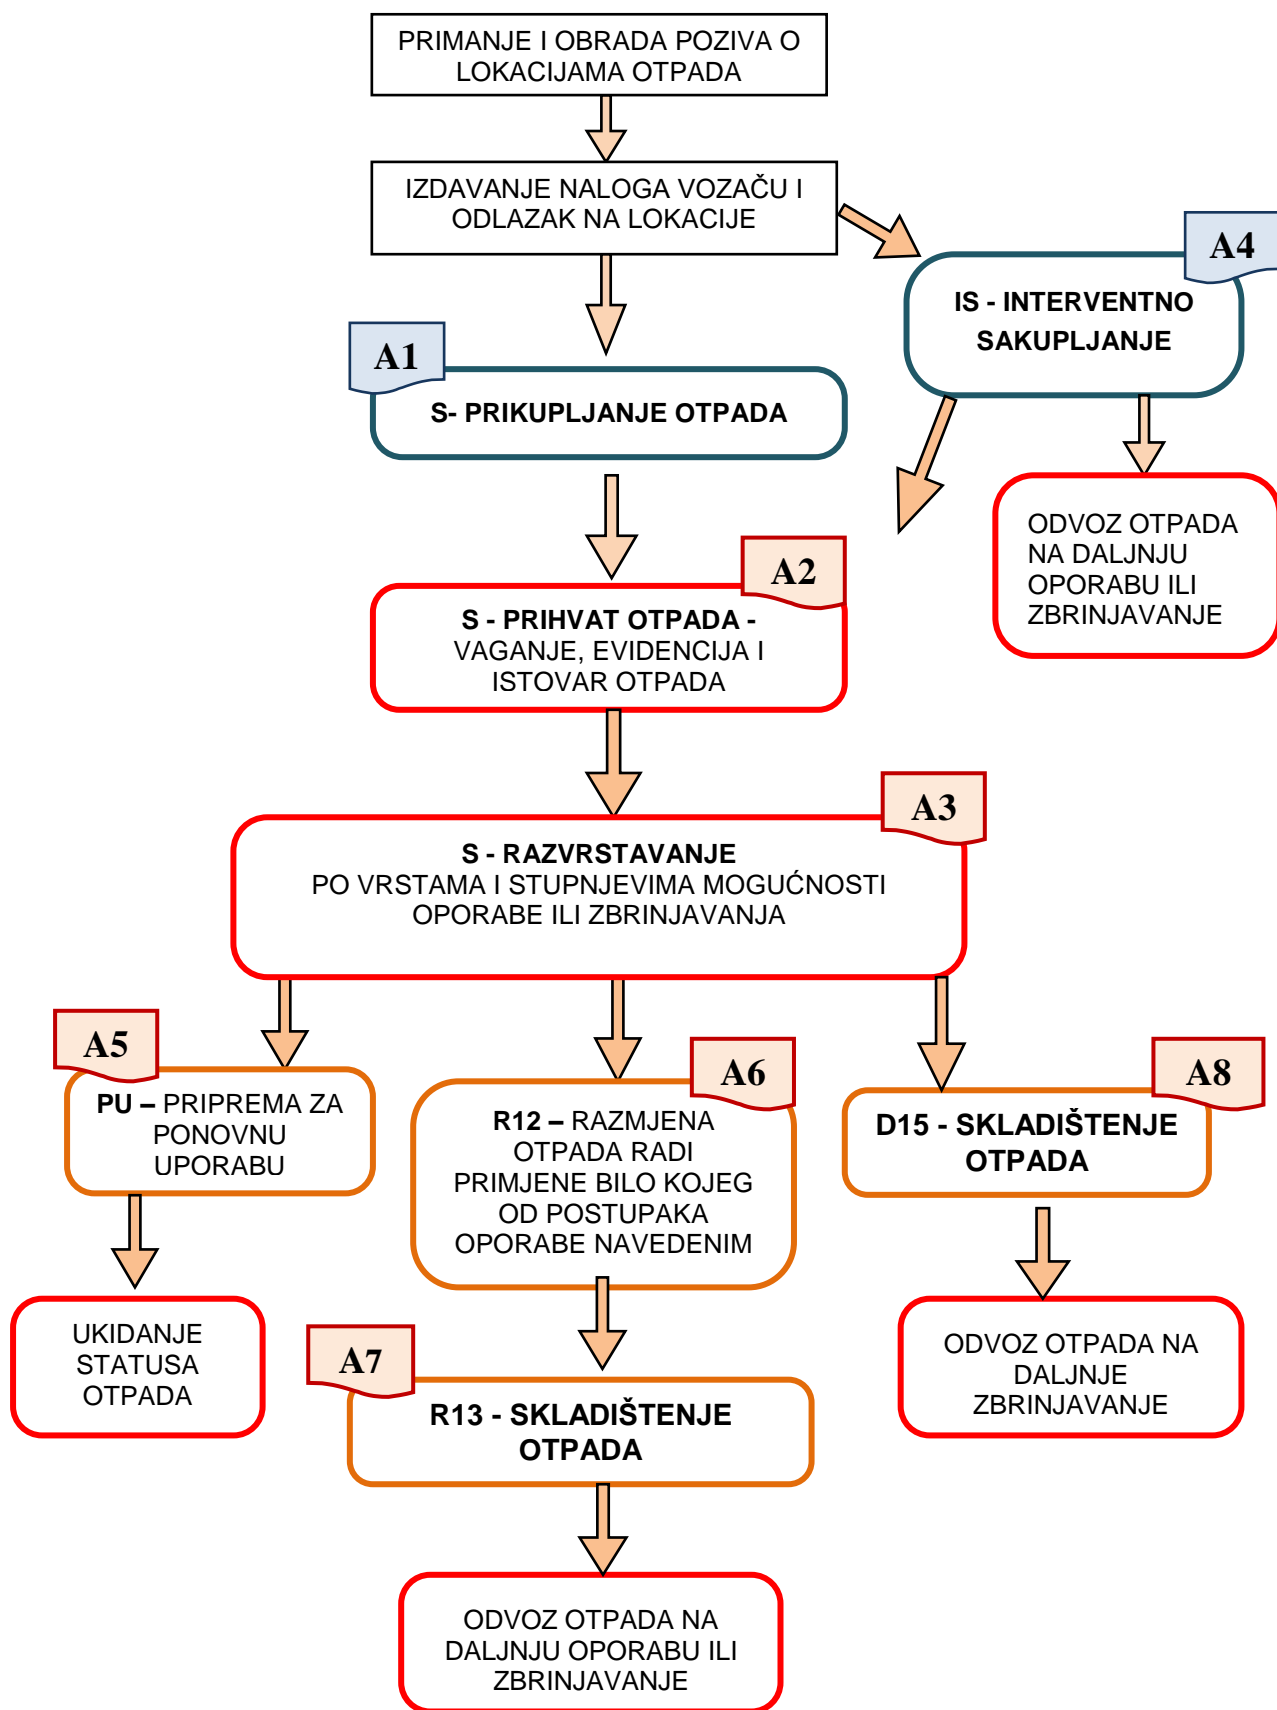 PRIMANJE I OBRADA POZIVA O
LOKACIJAMA OTPADA
IZDAVANJE NALOGA VOZAČU I
ODLAZAK NA LOKACIJE
A4
IS - INTERVENTNO
SAKUPLJANJE
A1
S- PRIKUPLJANJE OTPADA
ODVOZ OTPADA
NA DALJNJU
OPORABU ILI
ZBRINJAVANJE
A2
S - PRIHVAT OTPADA -
VAGANJE, EVIDENCIJA I
ISTOVAR OTPADA
A3
S - RAZVRSTAVANJE
PO VRSTAMA I STUPNJEVIMA MOGUĆNOSTI
OPORABE ILI ZBRINJAVANJA
A5
PU – PRIPREMA ZA
PONOVNU
UPORABU
A6
R12 – RAZMJENA
OTPADA RADI
PRIMJENE BILO KOJEG
OD POSTUPAKA
OPORABE NAVEDENIM
A8
D15 - SKLADIŠTENJE
OTPADA
UKIDANJE
STATUSA
OTPADA
A7
R13 - SKLADIŠTENJE
OTPADA
ODVOZ OTPADA NA
DALJNJE
ZBRINJAVANJE
ODVOZ OTPADA NA
DALJNJU OPORABU ILI
ZBRINJAVANJE